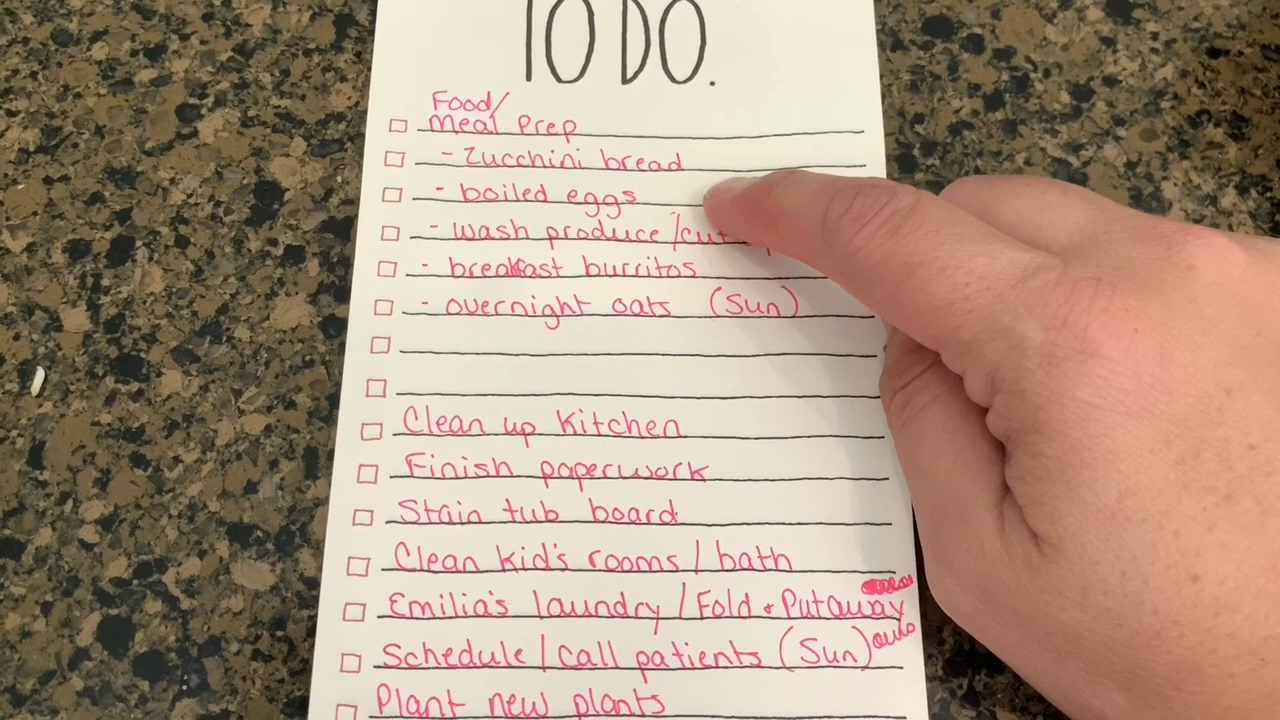 TO DO.
Food/
Meal Prep
- Zucchini bread
- boiled eggs
- wash produce /cut
- breakfast burritos
- overnight oats (Sun)
Clean up Kitchen
Finish paperwork
Stain tub board
Clean kid's rooms / bath
Emilia's laundry / Fold + Put away
Schedule / call patients (Sun)
Plant new plants